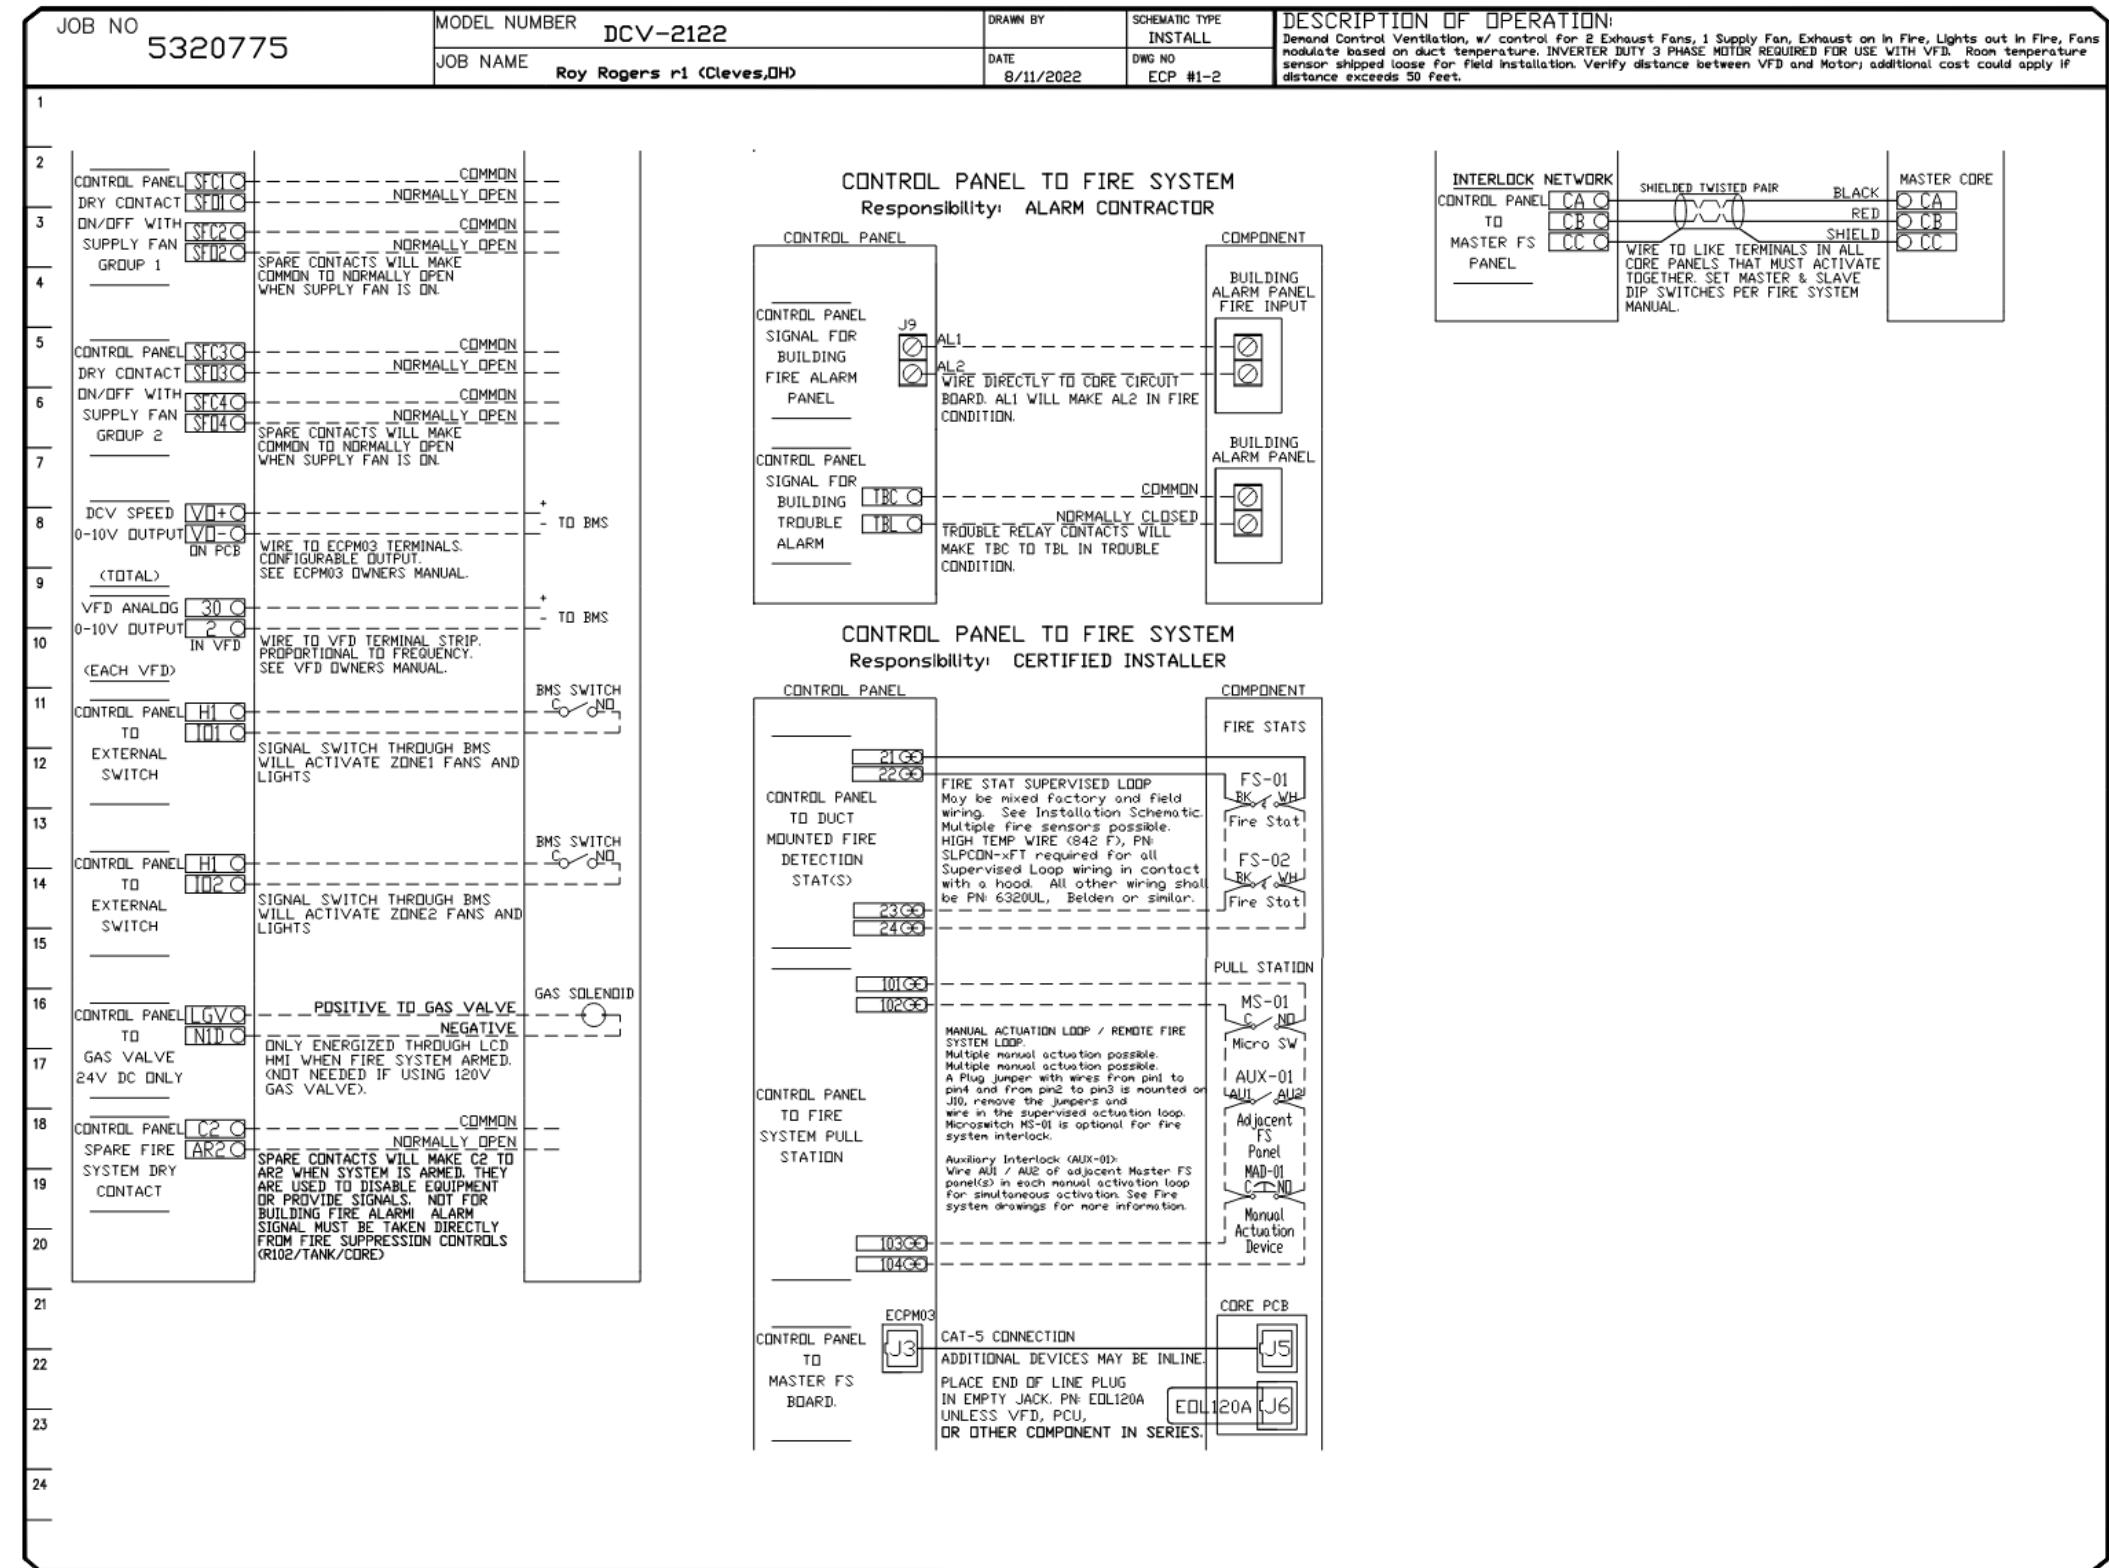 JOB NO
5320775
MODEL NUMBER
DCV-2122
JOB NAME
Roy Rogers r1 (Cleves,OH)
DRAWN BY
DATE
8/11/2022
SCHEMATIC TYPE
INSTALL
DWG NO
ECP #1-2
DESCRIPTION OF OPERATION:
Demand Control Ventilation, w/ control for 2 Exhaust Fans, 1 Supply Fan, Exhaust on in Fire, Lights out in Fire, Fans
modulate based on duct temperature. INVERTER DUTY 3 PHASE MOTOR REQUIRED FOR USE WITH VFD. Room temperature
sensor shipped loose for field installation. Verify distance between VFD and Motor; additional cost could apply if
distance exceeds 50 feet.
1
2
3
4
5
6
7
8
9
10
11
12
13
14
15
16
17
18
19
20
21
22
23
24
CONTROL PANEL
DRY CONTACT
ON/OFF WITH
SUPPLY FAN
GROUP 1
SFC1
SFO1
SFC2
SFO2
COMMON
NORMALLY OPEN
COMMON
NORMALLY OPEN
SPARE CONTACTS WILL MAKE
COMMON TO NORMALLY OPEN
WHEN SUPPLY FAN IS ON.
CONTROL PANEL
DRY CONTACT
ON/OFF WITH
SUPPLY FAN
GROUP 2
SFC3
SFO3
SFC4
SFO4
COMMON
NORMALLY OPEN
COMMON
NORMALLY OPEN
SPARE CONTACTS WILL MAKE
COMMON TO NORMALLY OPEN
WHEN SUPPLY FAN IS ON.
DCV SPEED
0-10V OUTPUT
(TOTAL)
VO+
VO-
ON PCB
WIRE TO ECPM03 TERMINALS.
CONFIGURABLE OUTPUT.
SEE ECPM03 OWNERS MANUAL.
+
- TO BMS
VFD ANALOG
0-10V OUTPUT
(EACH VFD)
30
2
IN VFD
WIRE TO VFD TERMINAL STRIP.
PROPORTIONAL TO FREQUENCY.
SEE VFD OWNERS MANUAL.
+
- TO BMS
CONTROL PANEL
TO
EXTERNAL
SWITCH
H1
IO1
BMS SWITCH
C NO
SIGNAL SWITCH THROUGH BMS
WILL ACTIVATE ZONE1 FANS AND
LIGHTS
CONTROL PANEL
TO
EXTERNAL
SWITCH
H1
IO2
BMS SWITCH
C NO
SIGNAL SWITCH THROUGH BMS
WILL ACTIVATE ZONE2 FANS AND
LIGHTS
CONTROL PANEL
TO
GAS VALVE
24V DC ONLY
LGV
N1D
POSITIVE TO GAS VALVE
NEGATIVE
GAS SOLENOID
ONLY ENERGIZED THROUGH LCD
HMI WHEN FIRE SYSTEM ARMED.
(NOT NEEDED IF USING 120V
GAS VALVE).
CONTROL PANEL
SPARE FIRE
SYSTEM DRY
CONTACT
C2
AR2
COMMON
NORMALLY OPEN
SPARE CONTACTS WILL MAKE C2 TO
AR2 WHEN SYSTEM IS ARMED. THEY
ARE USED TO DISABLE EQUIPMENT
OR PROVIDE SIGNALS. NOT FOR
BUILDING FIRE ALARM! ALARM
SIGNAL MUST BE TAKEN DIRECTLY
FROM FIRE SUPPRESSION CONTROLS
(R102/TANK/CORE)
CONTROL PANEL TO FIRE SYSTEM
Responsibility: ALARM CONTRACTOR
CONTROL PANEL
COMPONENT
CONTROL PANEL
SIGNAL FOR
BUILDING
FIRE ALARM
PANEL
J9
AL1
AL2
WIRE DIRECTLY TO CORE CIRCUIT
BOARD. AL1 WILL MAKE AL2 IN FIRE
CONDITION.
BUILDING
ALARM PANEL
FIRE INPUT
CONTROL PANEL
SIGNAL FOR
BUILDING
TROUBLE
ALARM
TBC
TBL
COMMON
NORMALLY CLOSED
TROUBLE RELAY CONTACTS WILL
MAKE TBC TO TBL IN TROUBLE
CONDITION.
BUILDING
ALARM PANEL
CONTROL PANEL TO FIRE SYSTEM
Responsibility: CERTIFIED INSTALLER
CONTROL PANEL
COMPONENT
CONTROL PANEL
TO DUCT
MOUNTED FIRE
DETECTION
STAT(S)
21
22
23
24
FIRE STAT SUPERVISED LOOP
May be mixed factory and field
wiring. See Installation Schematic.
Multiple fire sensors possible.
HIGH TEMP WIRE (842 F), PN:
SLPCON-xFT required for all
Supervised Loop wiring in contact
with a hood. All other wiring shall
be PN: 6320UL, Belden or similar.
FIRE STATS
FS-01
BK WH
Fire Stat
FS-02
BK WH
Fire Stat
CONTROL PANEL
TO FIRE
SYSTEM PULL
STATION
101
102
103
104
MANUAL ACTUATION LOOP / REMOTE FIRE
SYSTEM LOOP.
Multiple manual actuation possible.
Multiple manual actuation possible.
A Plug jumper with wires from pin1 to
pin4 and from pin2 to pin3 is mounted on
J10, remove the jumpers and
wire in the supervised actuation loop.
Microswitch MS-01 is optional for fire
system interlock.
Auxiliary Interlock (AUX-01):
Wire AU1 / AU2 of adjacent Master FS
panel(s) in each manual activation loop
for simultaneous activation. See Fire
system drawings for more information.
PULL STATION
MS-01
C NO
Micro SW
AUX-01
AU1 AU2
Adjacent
FS
Panel
MAD-01
C NO
Manual
Actuation
Device
CONTROL PANEL
TO
MASTER FS
BOARD.
ECPM03
J3
CAT-5 CONNECTION
ADDITIONAL DEVICES MAY BE INLINE.
PLACE END OF LINE PLUG
IN EMPTY JACK. PN: EOL120A
UNLESS VFD, PCU,
OR OTHER COMPONENT IN SERIES.
CORE PCB
J5
EOL120A
J6
INTERLOCK NETWORK
CONTROL PANEL
TO
MASTER FS
PANEL
CA
CB
CC
SHIELDED TWISTED PAIR
BLACK
RED
SHIELD
MASTER CORE
CA
CB
CC
WIRE TO LIKE TERMINALS IN ALL
CORE PANELS THAT MUST ACTIVATE
TOGETHER. SET MASTER & SLAVE
DIP SWITCHES PER FIRE SYSTEM
MANUAL.